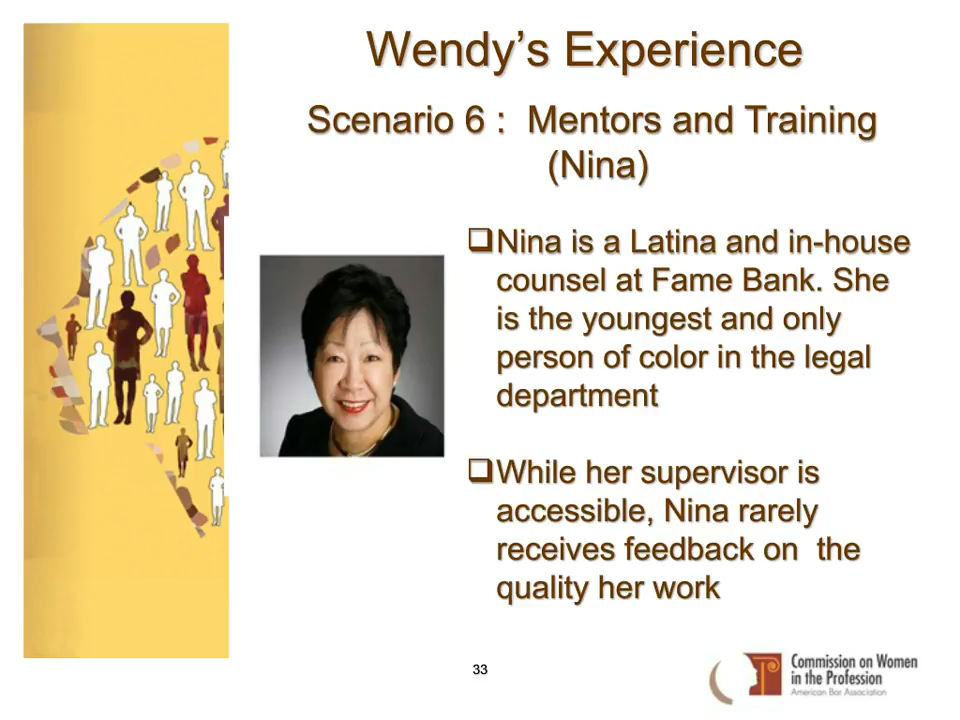 Wendy’s Experience
Scenario 6 :  Mentors and Training
(Nina)
❑Nina is a Latina and in-house
counsel at Fame Bank. She
is the youngest and only
person of color in the legal
department
❑While her supervisor is
accessible, Nina rarely
receives feedback on  the
quality her work
33
Commission on Women
in the Profession
American Bar Association